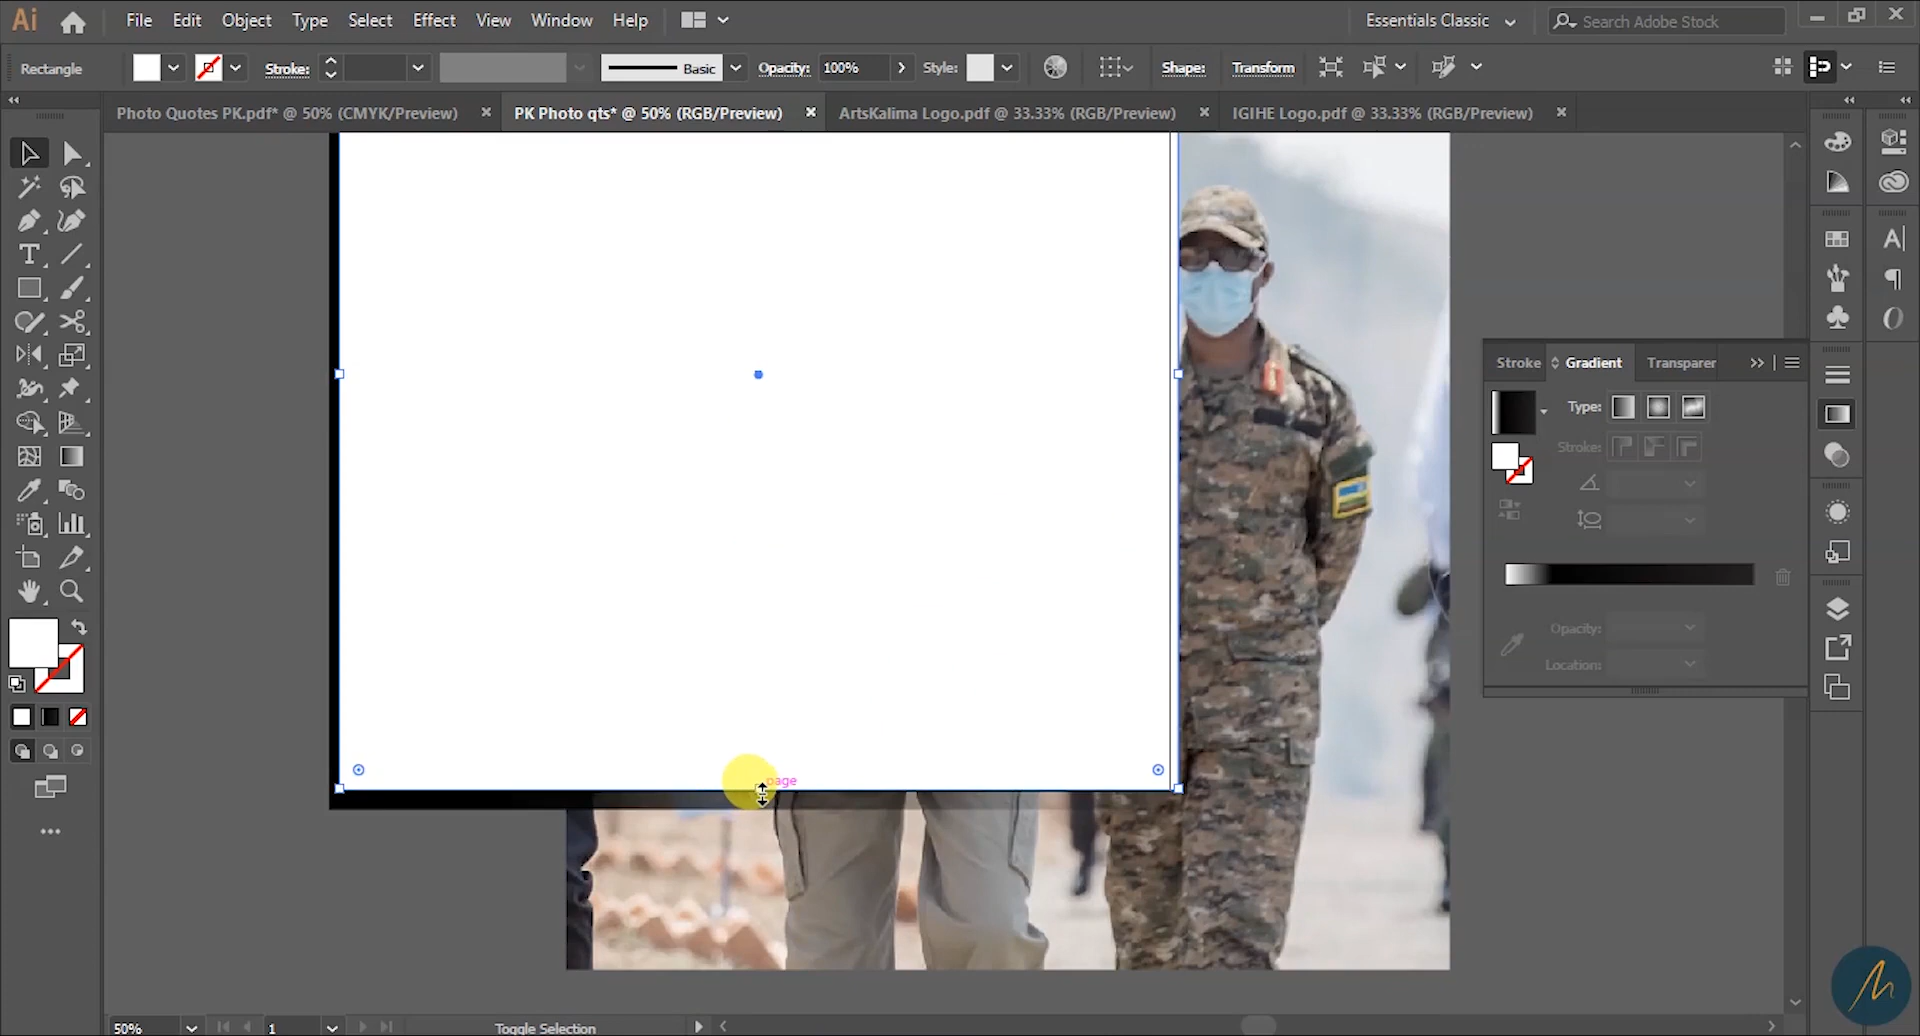 Ai File Edit Object Type Select Effect View Window Help Essentials Classic Search Adobe Stock
Rectangle Stroke: Basic Opacity: 100% Style: Shape: Transform
Photo Quotes PK.pdf* @ 50% (CMYK/Preview) PK Photo qts* @ 50% (RGB/Preview) ArtsKalima Logo.pdf @ 33.33% (RGB/Preview) IGIHE Logo.pdf @ 33.33% (RGB/Preview)
Stroke Gradient Transparer
Type:
Stroke:
Opacity:
Location:
page
50% 1 Toggle Selection